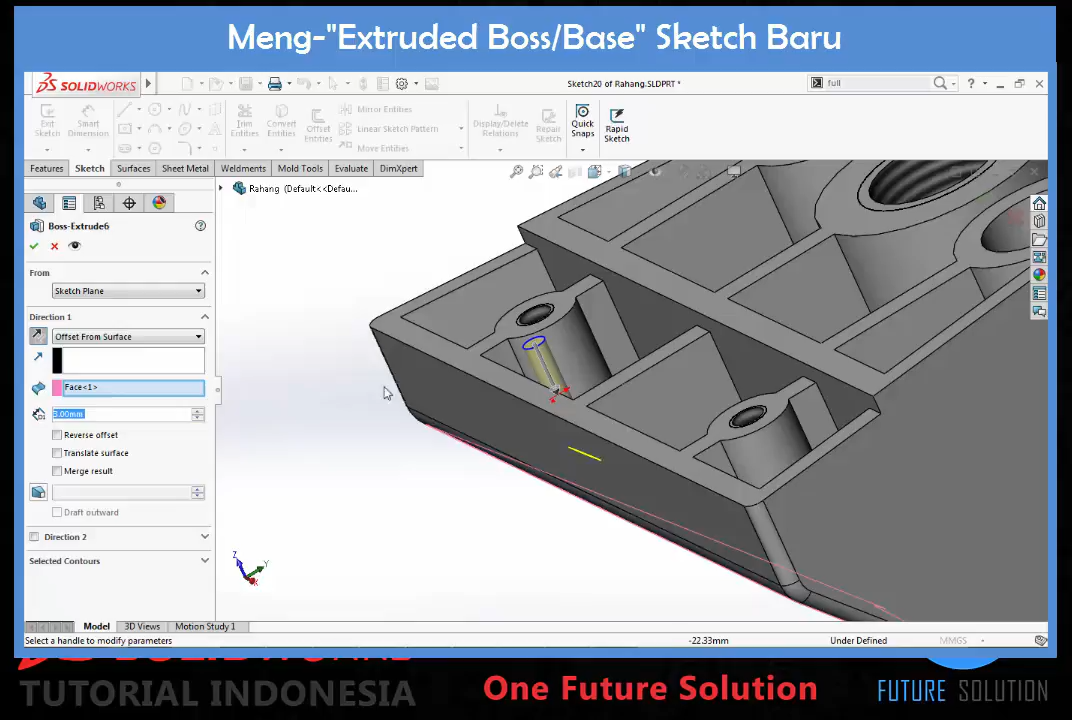 Meng-"Extruded Boss/Base" Sketch Baru
SOLIDWORKS
Sketch20 of Rahang.SLDPRT *
full
Exit Sketch
Smart Dimension
Trim Entities
Convert Entities
Offset Entities
Mirror Entities
Linear Sketch Pattern
Move Entities
Display/Delete Relations
Repair Sketch
Quick Snaps
Rapid Sketch
Features Sketch Surfaces Sheet Metal Weldments Mold Tools Evaluate DimXpert
Rahang (Default<<Defau...
Boss-Extrude6
From
Sketch Plane
Direction 1
Offset From Surface
Face<1>
3.00mm
Reverse offset
Translate surface
Merge result
Draft outward
Direction 2
Selected Contours
Z
Y
X
Model 3D Views Motion Study 1
Select a handle to modify parameters
-22.33mm
Under Defined
MMGS
TUTORIAL INDONESIA
One Future Solution
FUTURE SOLUTION